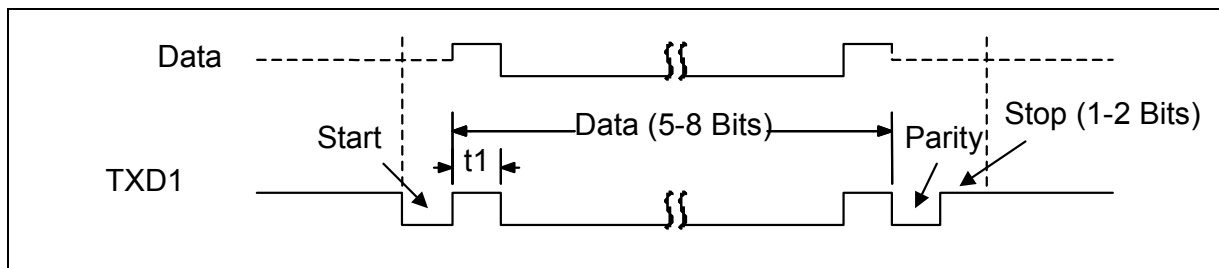 Data
Data (5-8 Bits)
Stop (1-2 Bits)
Start
Parity
t1
TXD1